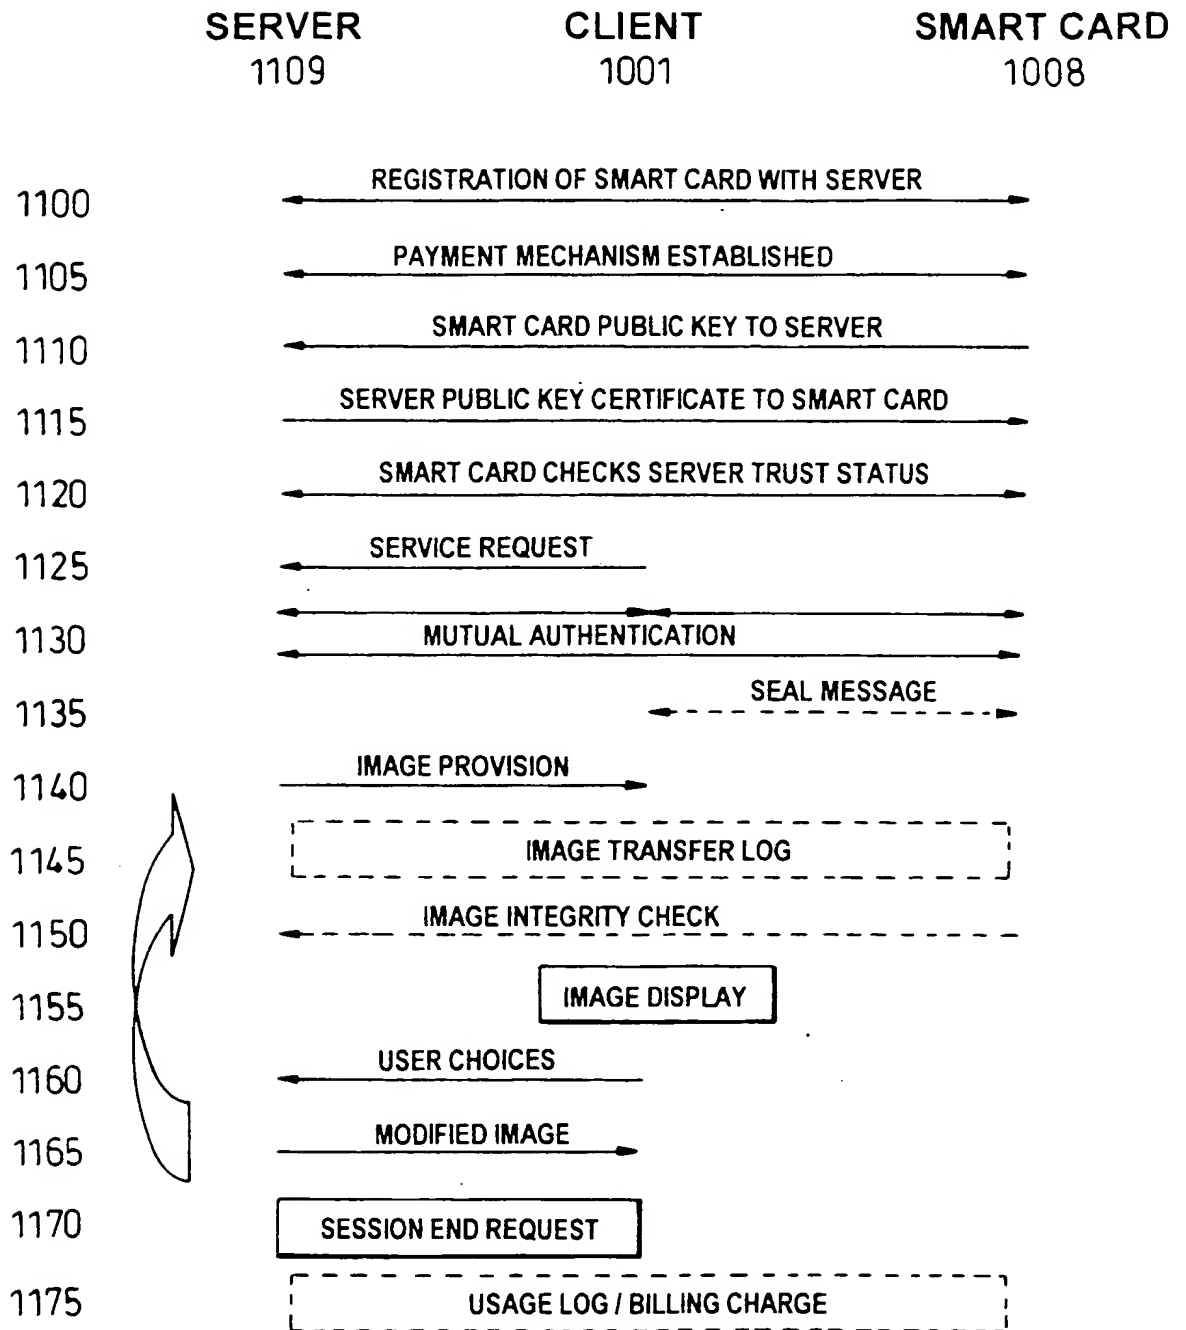 SERVER CLIENT SMART CARD
1109 1001 1008
REGISTRATION OF SMART CARD WITH SERVER
1100
PAYMENT MECHANISM ESTABLISHED
1105
SMART CARD PUBLIC KEY TO SERVER
1110
SERVER PUBLIC KEY CERTIFICATE TO SMART CARD
1115
SMART CARD CHECKS SERVER TRUST STATUS
1120
SERVICE REQUEST
1125
MUTUAL AUTHENTICATION
1130
SEAL MESSAGE
1135
IMAGE PROVISION
1140
IMAGE TRANSFER LOG
1145
IMAGE INTEGRITY CHECK
1150
IMAGE DISPLAY
1155
USER CHOICES
1160
MODIFIED IMAGE
1165
SESSION END REQUEST
1170
USAGE LOG / BILLING CHARGE
1175